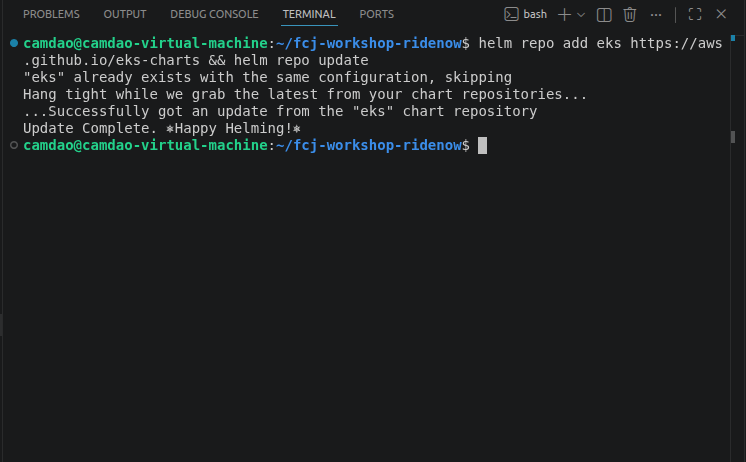 PROBLEMS OUTPUT DEBUG CONSOLE TERMINAL PORTS bash
camdao@camdao-virtual-machine:~/fcj-workshop-ridenow$ helm repo add eks https://aws
.github.io/eks-charts && helm repo update
"eks" already exists with the same configuration, skipping
Hang tight while we grab the latest from your chart repositories...
...Successfully got an update from the "eks" chart repository
Update Complete. ⎈Happy Helming!⎈
camdao@camdao-virtual-machine:~/fcj-workshop-ridenow$